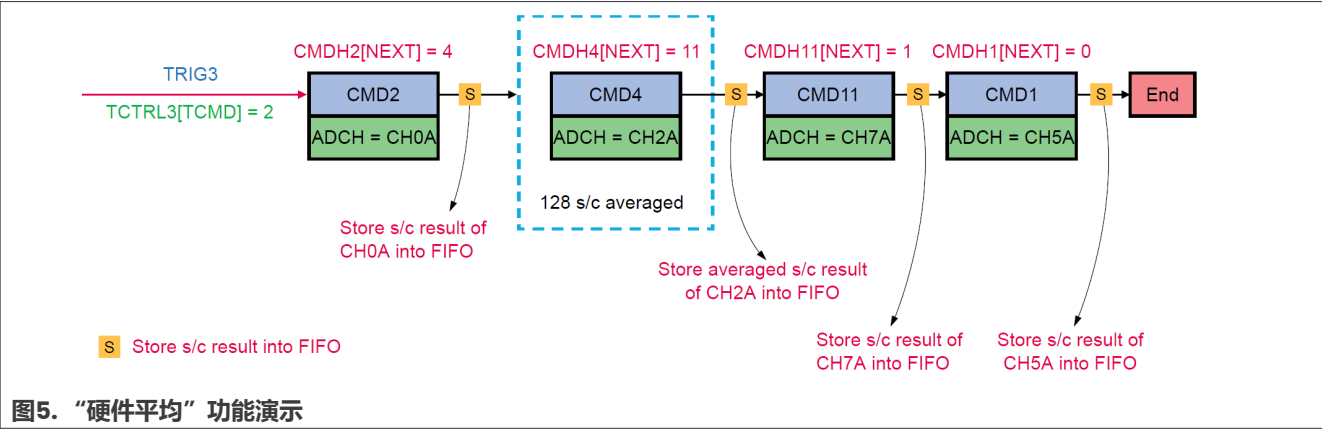 CMDH2[NEXT] = 4
CMDH4[NEXT] = 11
CMDH11[NEXT] = 1
CMDH1[NEXT] = 0
TRIG3
TCTRL3[TCMD] = 2
CMD2
S
CMD4
S
CMD11
S
CMD1
S
End
ADCH = CH0A
ADCH = CH2A
ADCH = CH7A
ADCH = CH5A
128 s/c averaged
Store s/c result of
CH0A into FIFO
Store averaged s/c result
of CH2A into FIFO
Store s/c result of
CH7A into FIFO
Store s/c result of
CH5A into FIFO
S Store s/c result into FIFO
图5. “硬件平均”功能演示